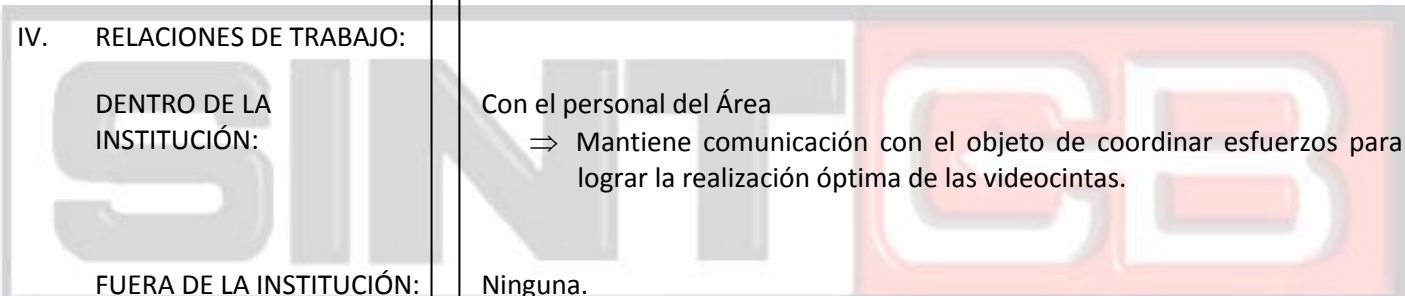 IV. RELACIONES DE TRABAJO:
DENTRO DE LA
INSTITUCIÓN:
Con el personal del Área
⇒ Mantiene comunicación con el objeto de coordinar esfuerzos para
lograr la realización óptima de las videocintas.
FUERA DE LA INSTITUCIÓN: Ninguna.
SINTCB